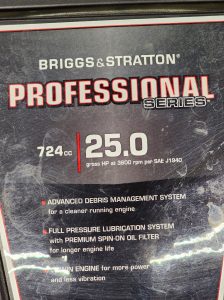 BRIGGS&STRATTON®
PROFESSIONAL
SERIES™
724cc 25.0
gross HP at 3600 rpm per SAE J1940
ADVANCED DEBRIS MANAGEMENT SYSTEM
for a cleaner running engine
FULL PRESSURE LUBRICATION SYSTEM
with PREMIUM SPIN-ON OIL FILTER
for longer engine life
ENGINE for more power
and less vibration